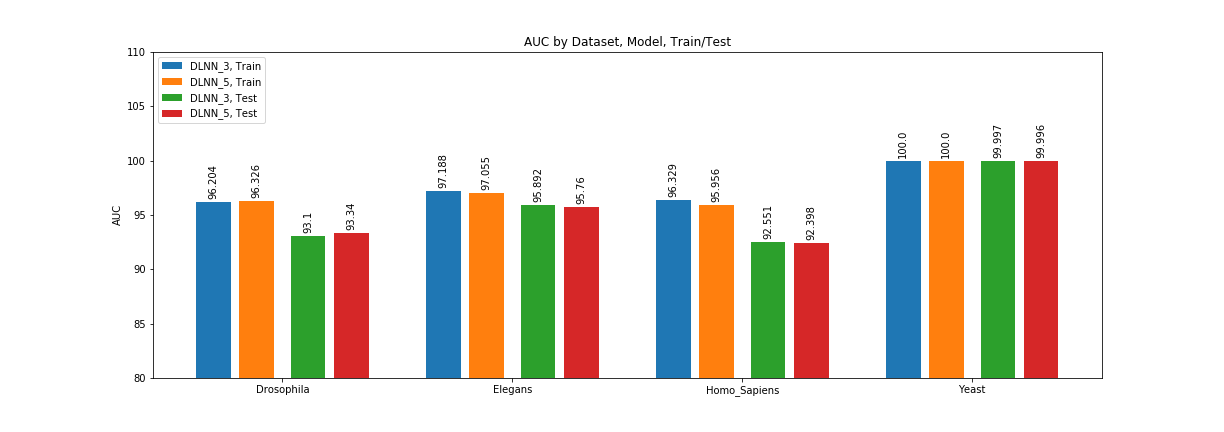 AUC by Dataset, Model, Train/Test
110
105
100
95
90
85
80
AUC
DLNN_3, Train
DLNN_5, Train
DLNN_3, Test
DLNN_5, Test
96.204
96.326
93.1
93.34
97.188
97.055
95.892
95.76
96.329
95.956
92.551
92.398
100.0
100.0
99.997
99.996
Drosophila
Elegans
Homo_Sapiens
Yeast